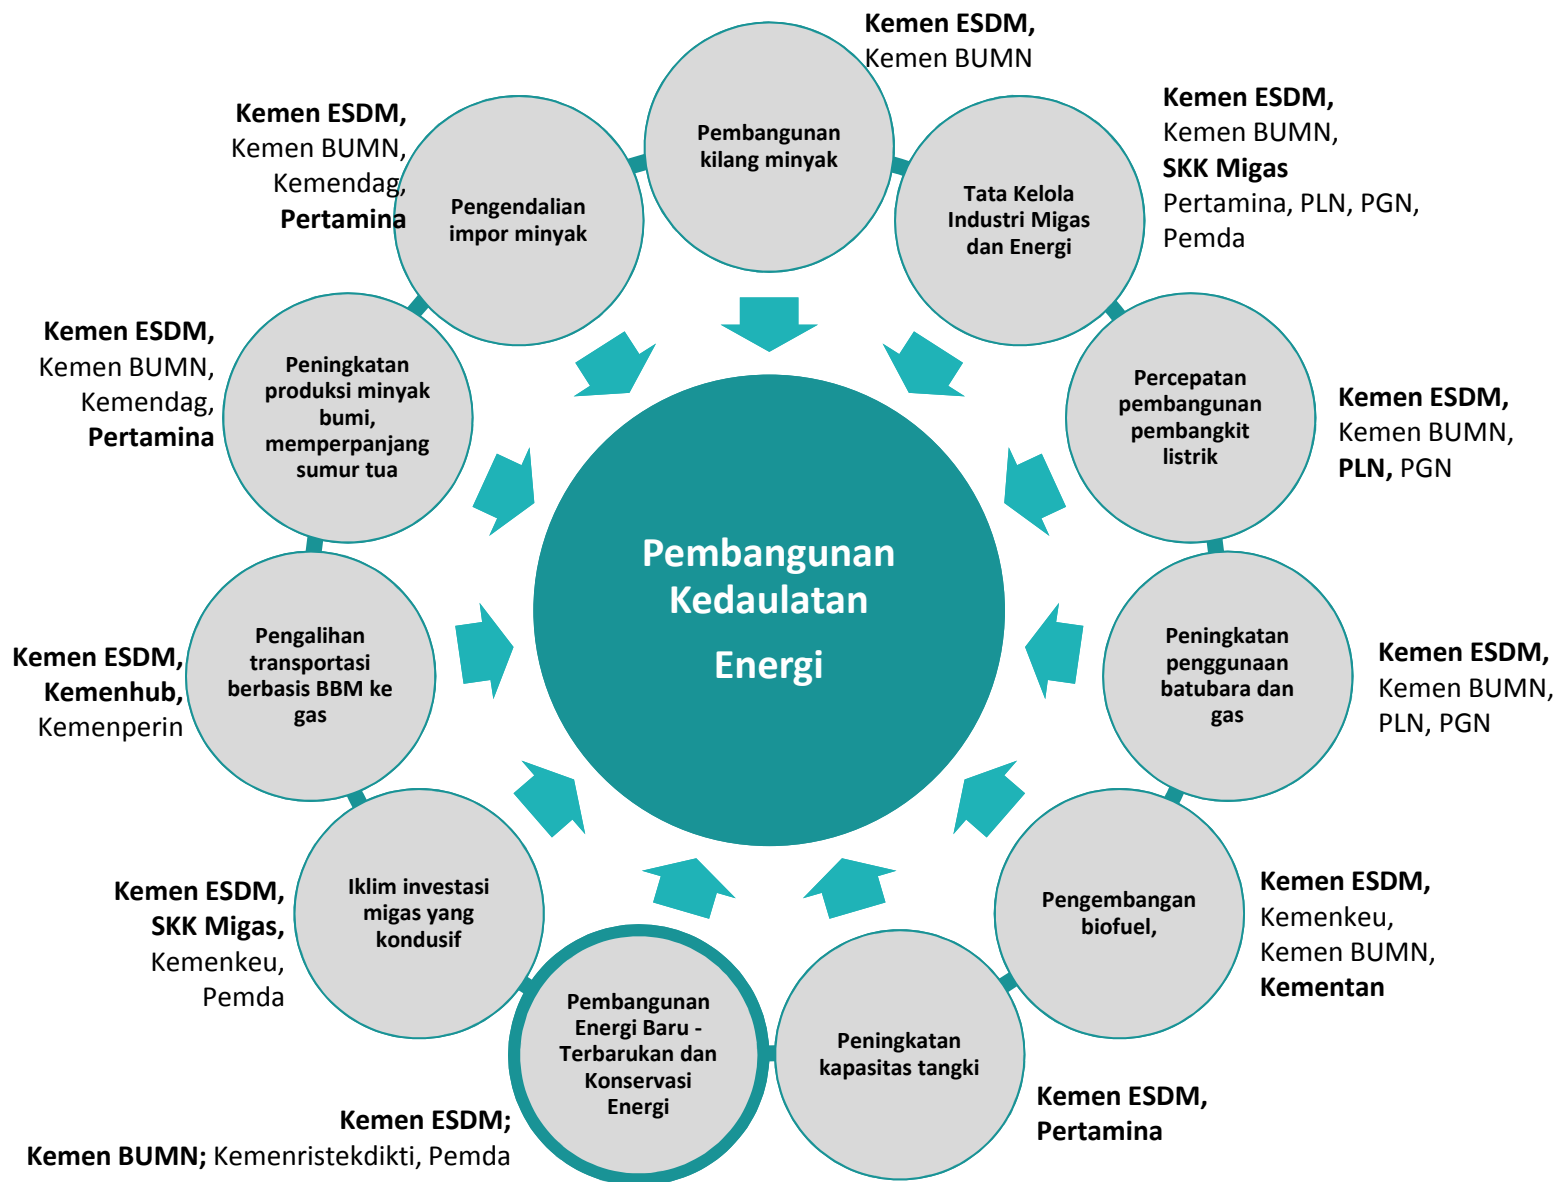 Kemen ESDM,
Kemen BUMN
Pembangunan
kilang minyak
Kemen ESDM,
Kemen BUMN,
SKK Migas
Pertamina, PLN, PGN,
Pemda
Tata Kelola
Industri Migas
dan Energi
Kemen ESDM,
Kemen BUMN,
PLN, PGN
Percepatan
pembangunan
pembangkit
listrik
Kemen ESDM,
Kemen BUMN,
PLN, PGN
Peningkatan
penggunaan
batubara dan
gas
Kemen ESDM,
Kemenkeu,
Kemen BUMN,
Kementan
Pengembangan
biofuel,
Kemen ESDM,
Pertamina
Peningkatan
kapasitas tangki
Pembangunan
Energi Baru -
Terbarukan dan
Konservasi
Energi
Kemen ESDM;
Kemen BUMN; Kemenristekdikti, Pemda
Iklim investasi
migas yang
kondusif
Kemen ESDM,
SKK Migas,
Kemenkeu,
Pemda
Pengalihan
transportasi
berbasis BBM ke
gas
Kemen ESDM,
Kemenhub,
Kemenperin
Peningkatan
produksi minyak
bumi,
memperpanjang
sumur tua
Kemen ESDM,
Kemen BUMN,
Kemendag,
Pertamina
Pengendalian
impor minyak
Kemen ESDM,
Kemen BUMN,
Kemendag,
Pertamina
Pembangunan
Kedaulatan
Energi